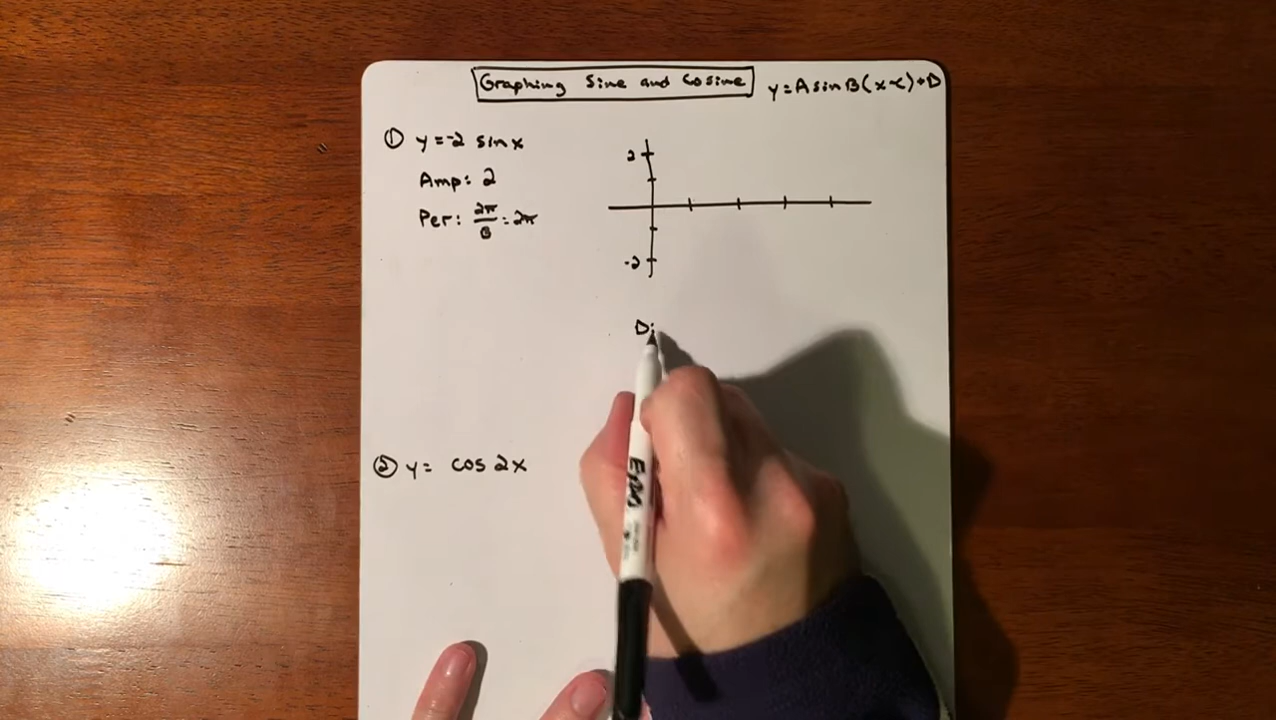 Graphing Sine and Cosine
y = A sin B(x-c)+D
① y = -2 sin x
Amp: 2
Per: 2π/B = 2π
2
-2
D:
② y = cos 2x
EXPO